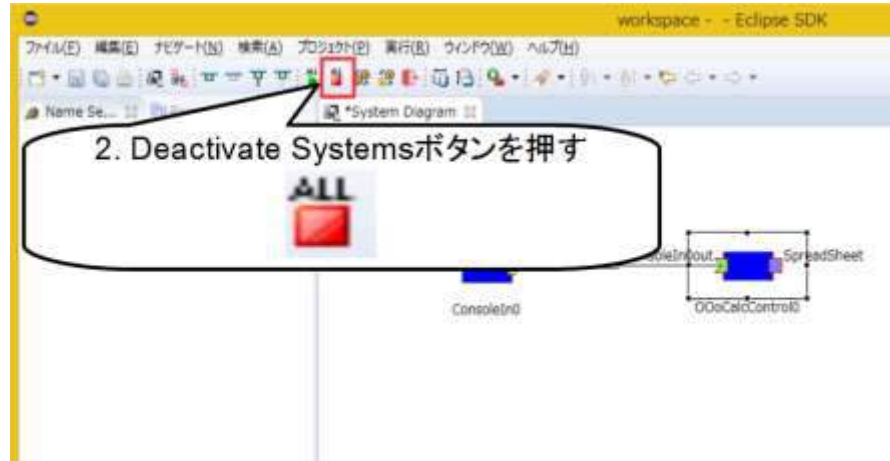 workspace - - Eclipse SDK
ファイル(F) 編集(E) ナビゲート(N) 検索(A) プロジェクト(P) 実行(R) ウィンドウ(W) ヘルプ(H)
Name Se...
*System Diagram
2. Deactivate Systemsボタンを押す
ALL
SpreadSheet
ConsoleIn0
OOoCalcControl0